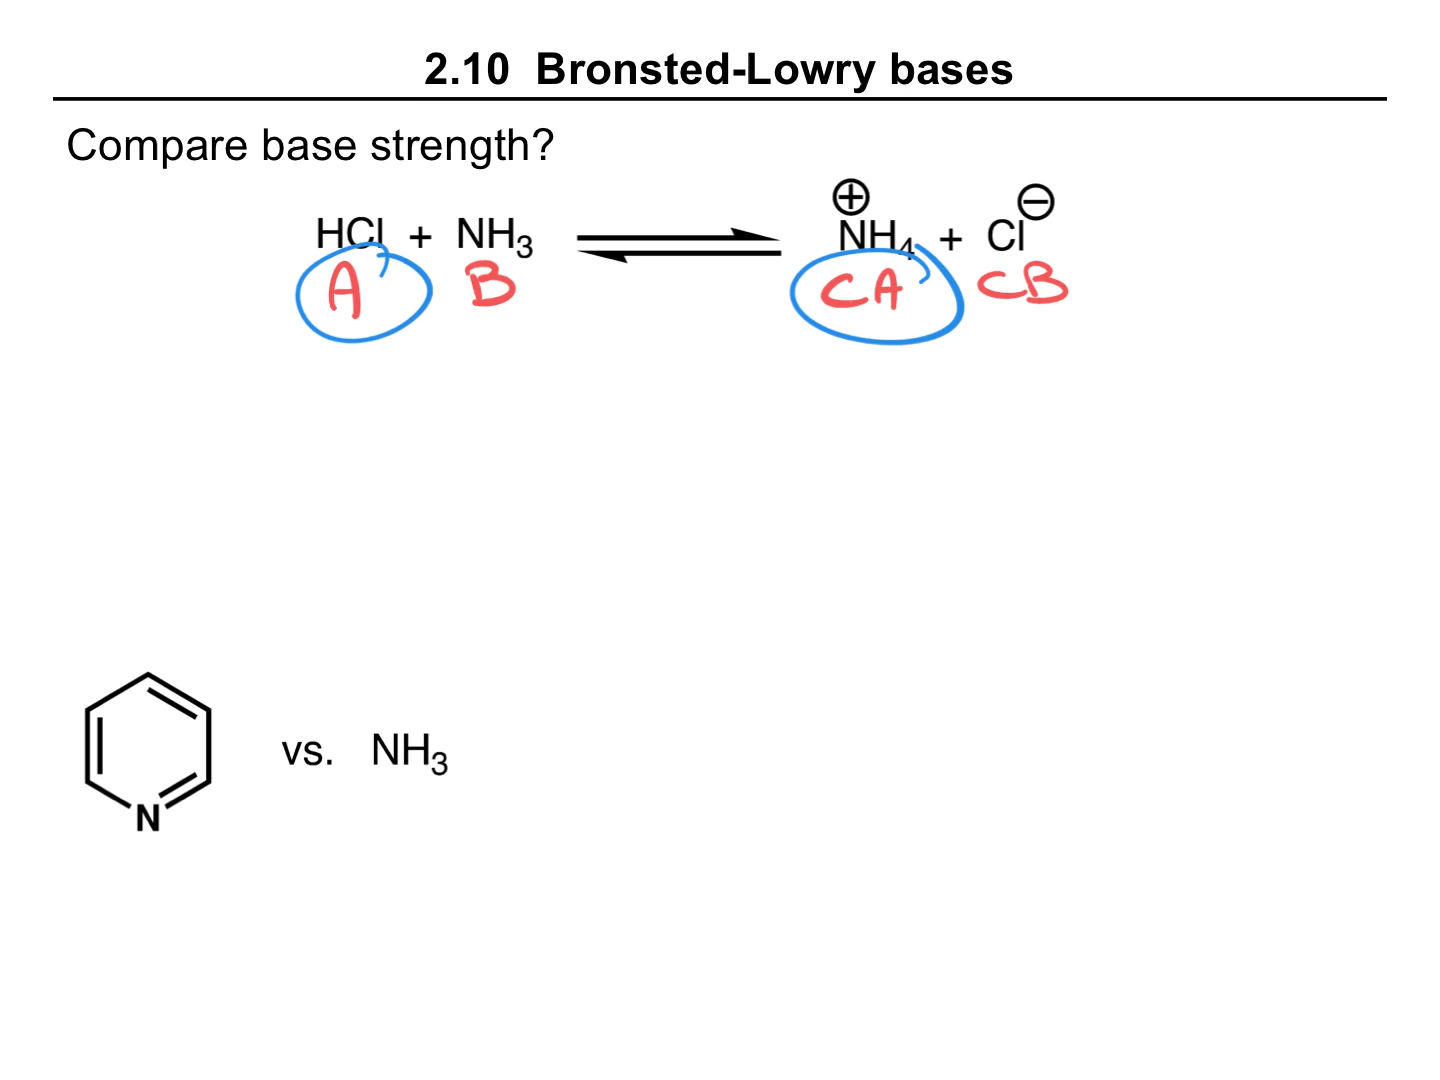 2.10 Bronsted-Lowry bases
Compare base strength?
HCl + NH₃ ⇌ ⊕NH₄ + Cl⊖
A B CA CB
N vs. NH₃